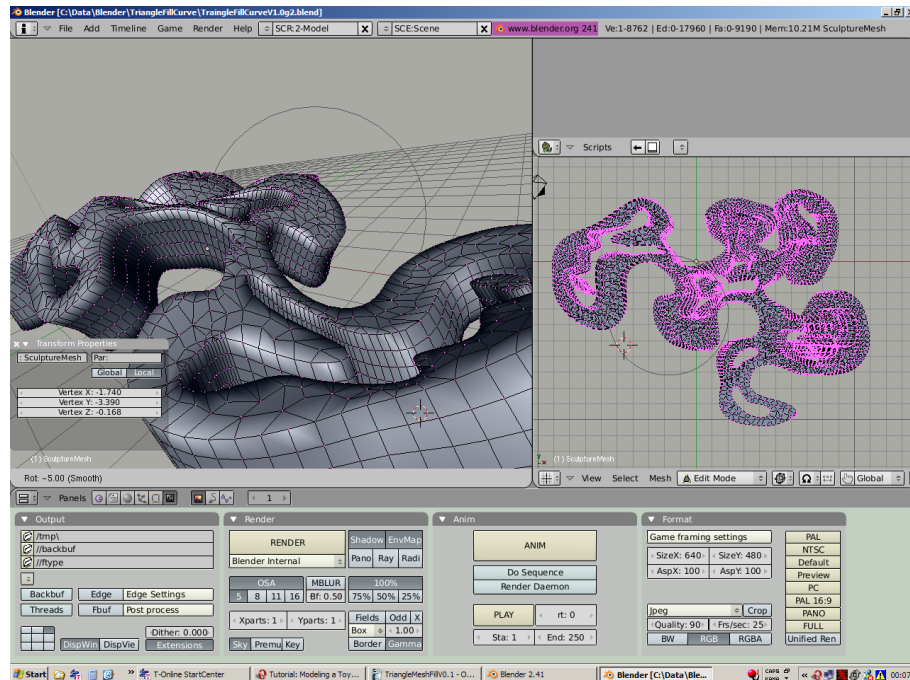 Blender [C:\Data\Blender\TriangleFillCurve\TraingleFillCurveV1.0g2.blend]
File Add Timeline Game Render Help SCR:2-Model X SCE:Scene X www.blender.org 241 Ve:1-8762 | Ed:0-17960 | Fa:0-9190 | Mem:10.21M SculptureMesh
Scripts
Transform Properties
: SculptureMesh Par:
Global Local
Vertex X: -1.740
Vertex Y: -3.390
Vertex Z: -0.168
(1) SculptureMesh
(1) SculptureMesh
Rot: -5.00 (Smooth)
View Select Mesh Edit Mode Global
Panels 1
Output
/tmp\
//backbuf
//ftype
Backbuf Edge Edge Settings
Threads Fbuf Post process
Dither: 0.000
DispWin DispVie Extensions
Render
RENDER
Blender Internal
Shadow EnvMap
Pano Ray Radi
OSA MBLUR 100%
5 8 11 16 Bf: 0.50 75% 50% 25%
Xparts: 1 Yparts: 1
Fields Odd X
Box 1.00
Sky Premu Key Border Gamma
Anim
ANIM
Do Sequence
Render Daemon
PLAY rt: 0
Sta: 1 End: 250
Format
Game framing settings
SizeX: 640 SizeY: 480
AspX: 100 AspY: 100
Jpeg Crop
Quality: 90 Frs/sec: 25
BW RGB RGBA
PAL
NTSC
Default
Preview
PC
PAL 16:9
PANO
FULL
Unified Ren
Start T-Online StartCenter Tutorial: Modeling a Toy... TriangleMeshFillV0.1 - O... Blender 2.41 Blender [C:\Data\Ble... 00:07